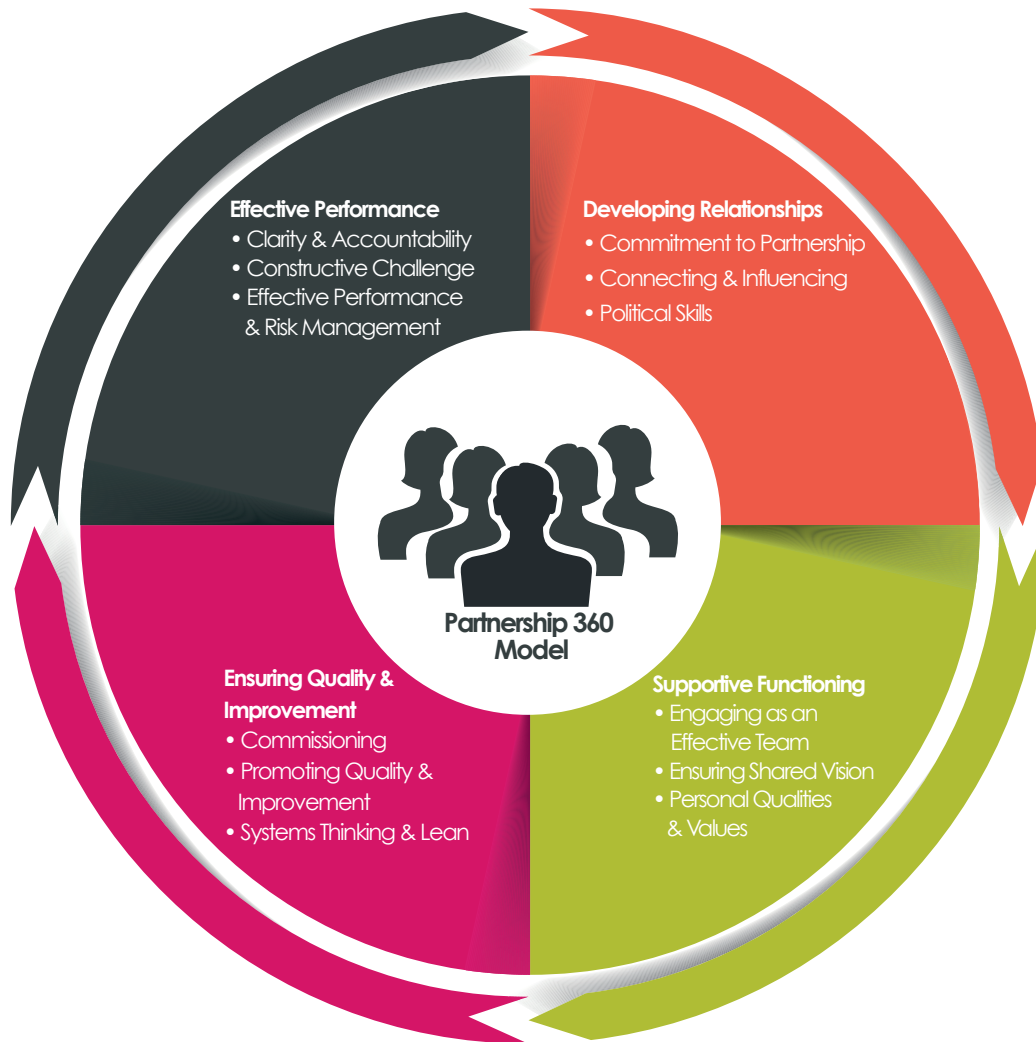 Effective Performance
• Clarity & Accountability
• Constructive Challenge
• Effective Performance
& Risk Management
Developing Relationships
• Commitment to Partnership
• Connecting & Influencing
• Political Skills
Partnership 360
Model
Ensuring Quality &
Improvement
• Commissioning
• Promoting Quality &
Improvement
• Systems Thinking & Lean
Supportive Functioning
• Engaging as an
Effective Team
• Ensuring Shared Vision
• Personal Qualities
& Values